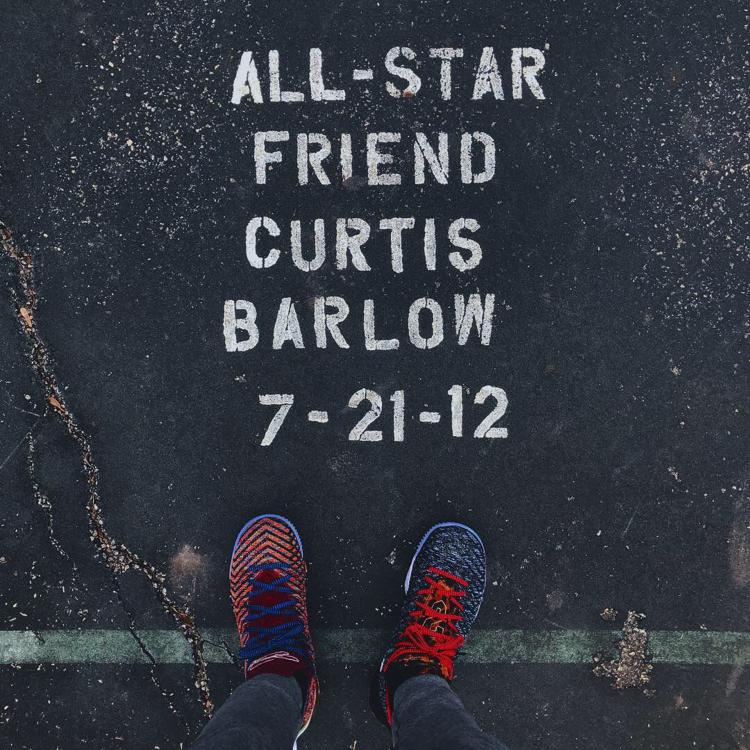 ALL-STAR
FRIEND
CURTIS
BARLOW
7-21-12